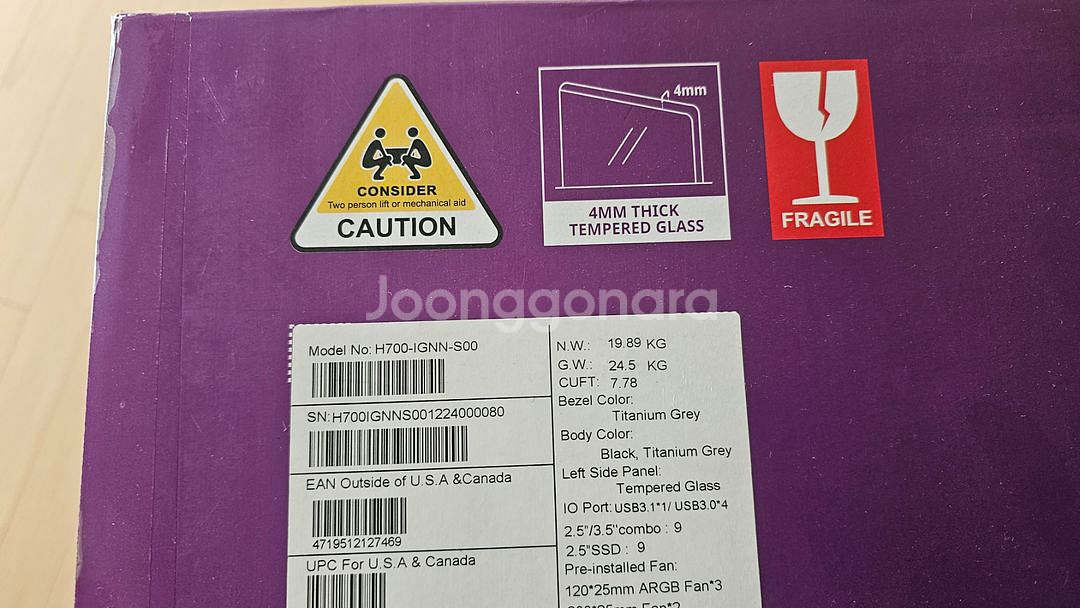 4mm
CONSIDER
Two person lift or mechanical aid
CAUTION
4MM THICK
TEMPERED GLASS
FRAGILE
Joonggonara
Model No: H700-IGNN-S00
SN: H700IGNNS001224000080
EAN Outside of U.S.A &Canada
4719512127469
UPC For U.S.A & Canada
N.W.: 19.89 KG
G.W.: 24.5 KG
CUFT: 7.78
Bezel Color:
Titanium Grey
Body Color:
Black, Titanium Grey
Left Side Panel:
Tempered Glass
IO Port: USB3.1*1/ USB3.0*4
2.5"/3.5"combo : 9
2.5"SSD : 9
Pre-installed Fan:
120*25mm ARGB Fan*3